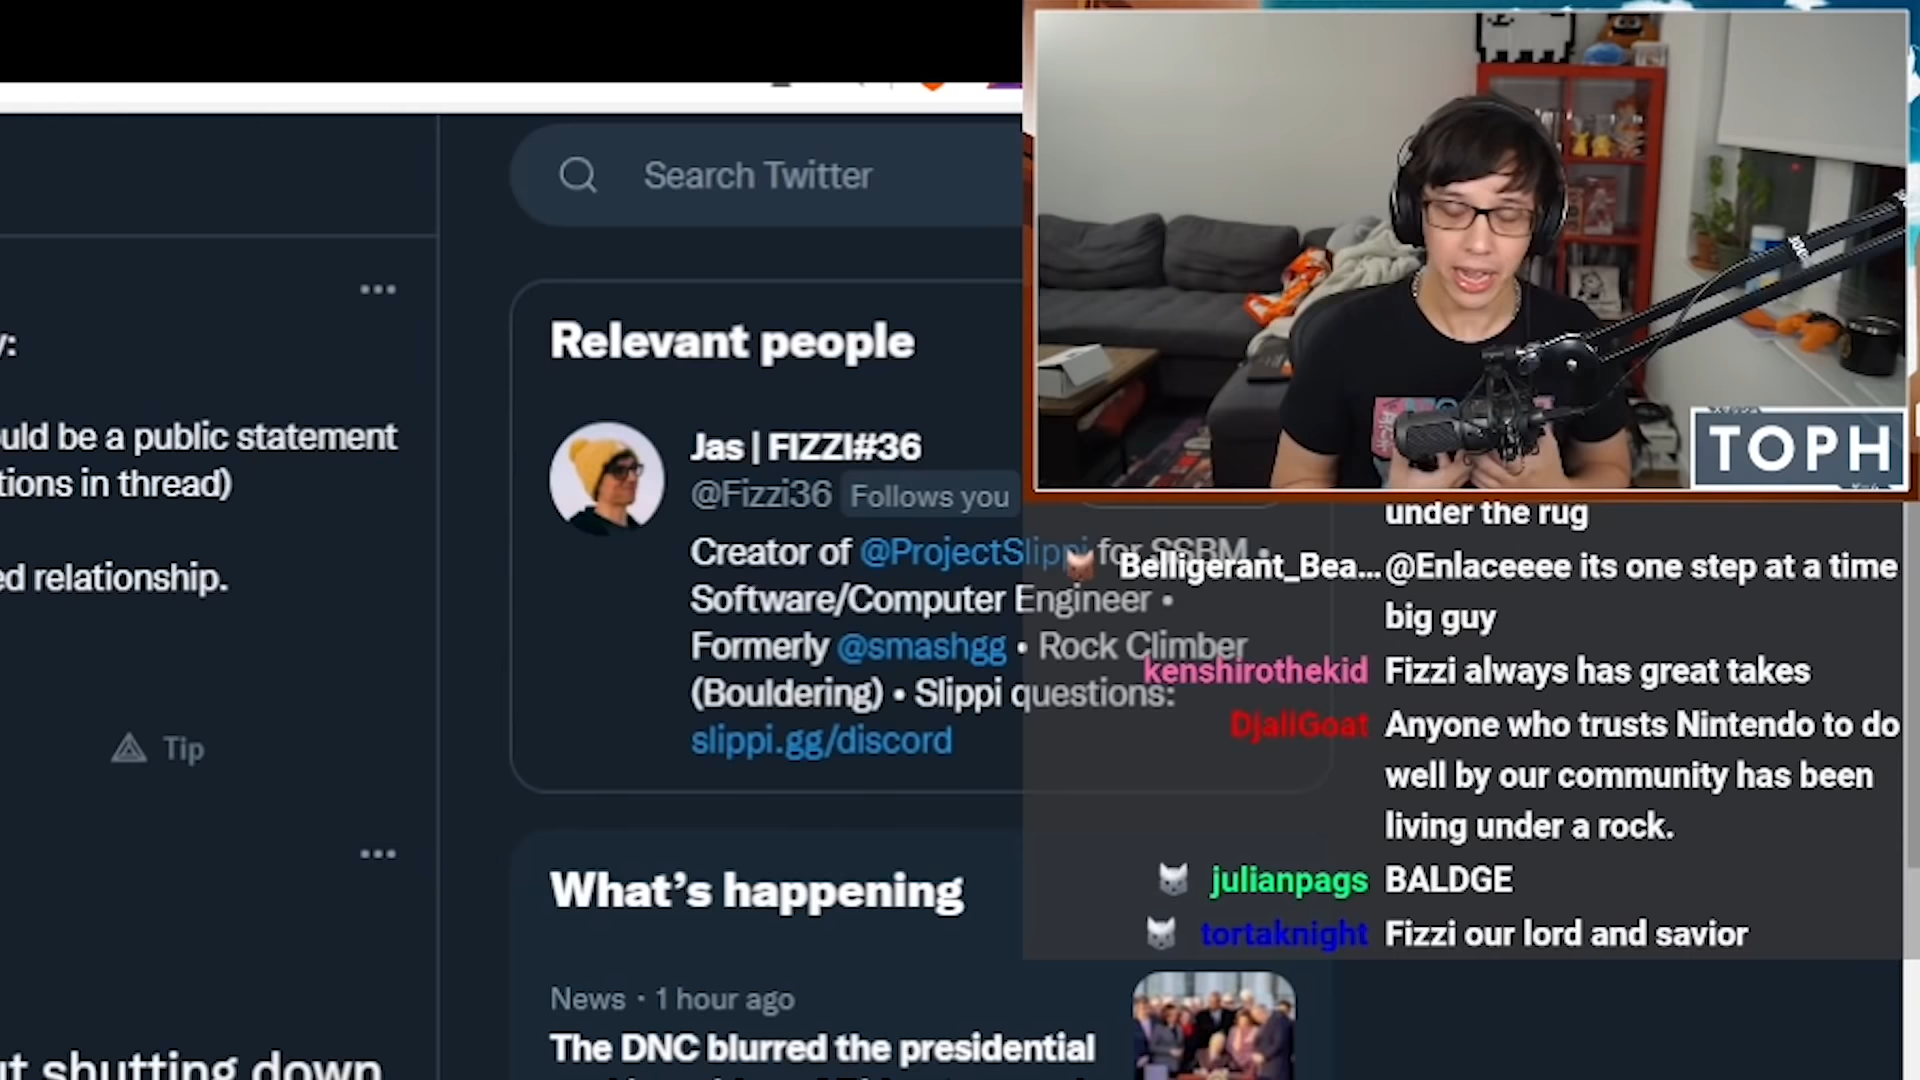 Search Twitter
y:
uld be a public statement
tions in thread)
ed relationship.
Tip
t shutting down
Relevant people
Jas | FIZZI#36
@Fizzi36 Follows you
Creator of @ProjectSlippi for SSBM •
Software/Computer Engineer •
Formerly @smashgg • Rock Climber
(Bouldering) • Slippi questions:
slippi.gg/discord
What's happening
News · 1 hour ago
The DNC blurred the presidential
TOPH
under the rug
Belligerant_Bea... @Enlaceeee its one step at a time
big guy
kenshirothekid Fizzi always has great takes
DjallGoat Anyone who trusts Nintendo to do
well by our community has been
living under a rock.
julianpags BALDGE
tortaknight Fizzi our lord and savior